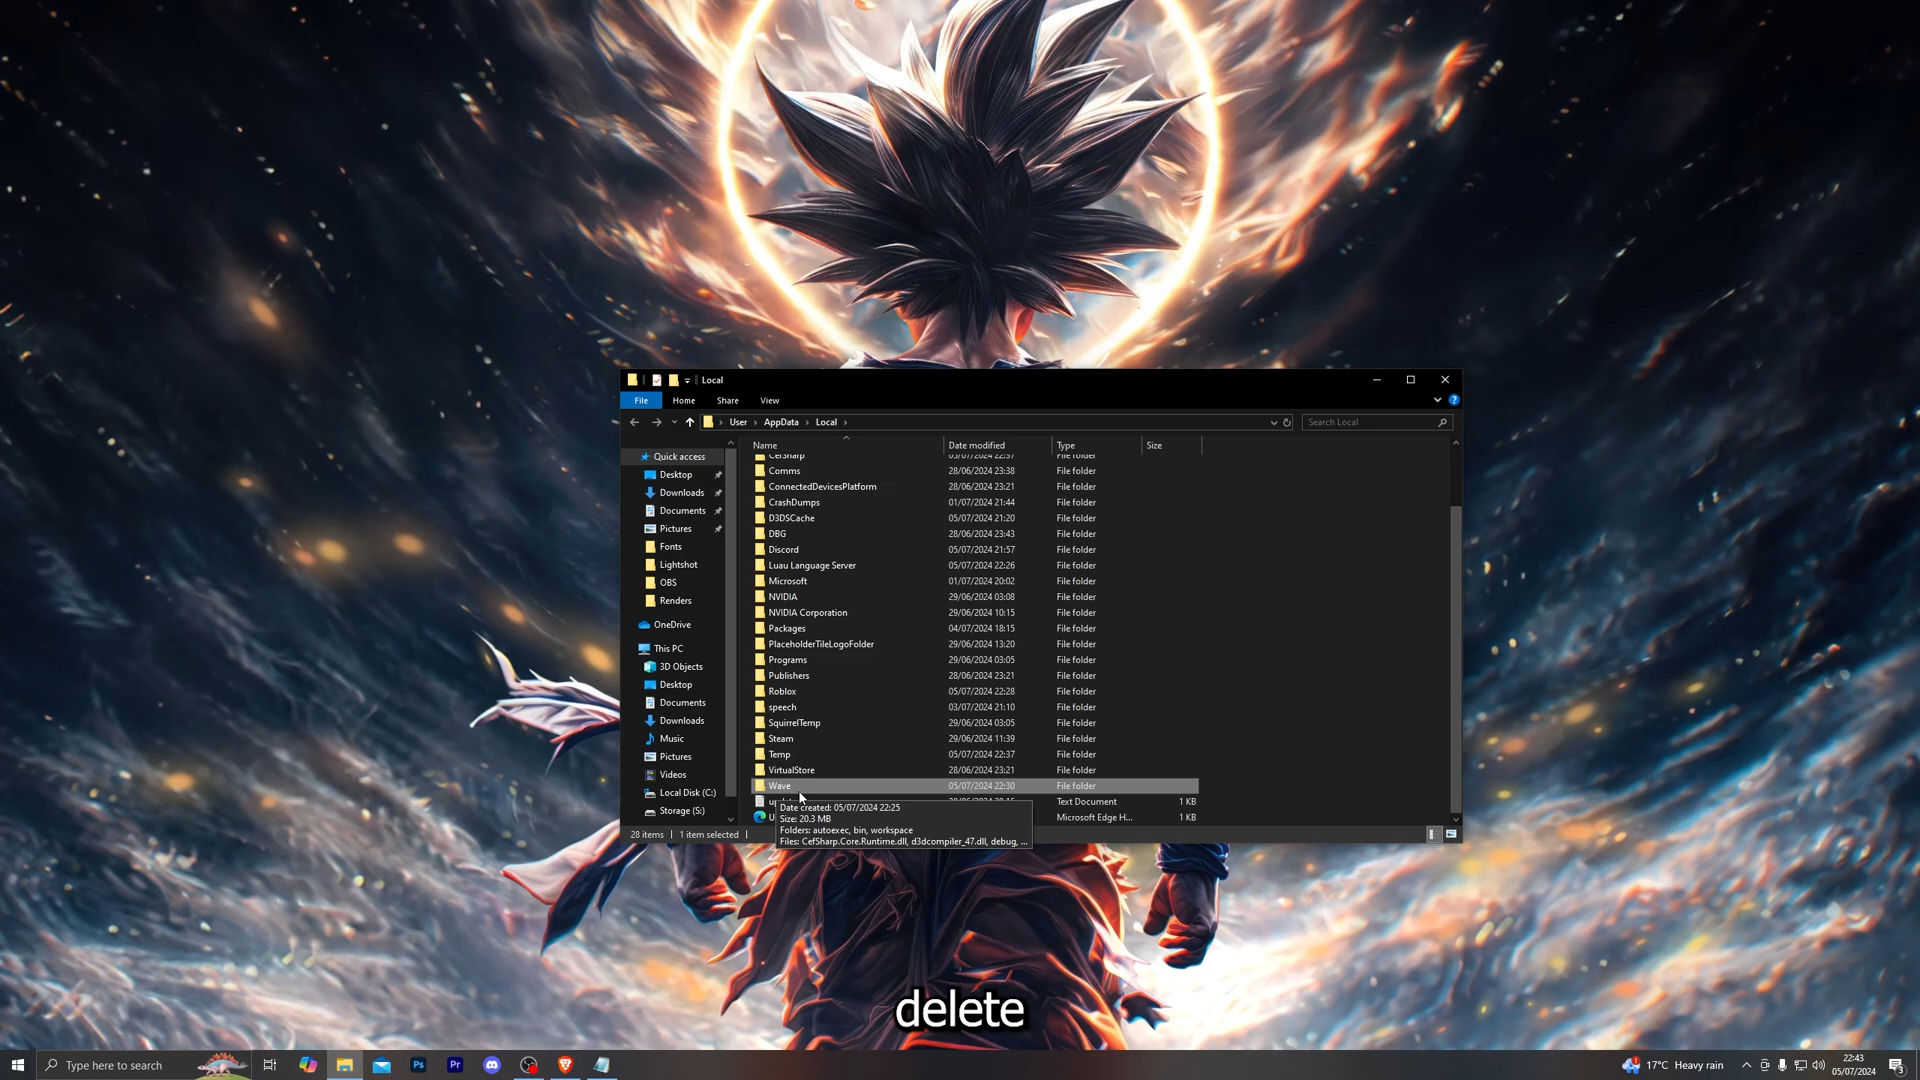 Local
File Home Share View
User AppData Local
Search Local
Name Date modified Type Size
Quick access
Desktop
Downloads
Documents
Pictures
Fonts
Lightshot
OBS
Renders
OneDrive
This PC
3D Objects
Desktop
Documents
Downloads
Music
Pictures
Videos
Local Disk (C:)
Storage (S:)
CefSharp 05/07/2024 22:37 File folder
Comms 28/06/2024 23:38 File folder
ConnectedDevicesPlatform 28/06/2024 23:21 File folder
CrashDumps 01/07/2024 21:44 File folder
D3DSCache 05/07/2024 21:20 File folder
DBG 28/06/2024 23:43 File folder
Discord 05/07/2024 21:57 File folder
Luau Language Server 05/07/2024 22:26 File folder
Microsoft 01/07/2024 20:02 File folder
NVIDIA 29/06/2024 03:08 File folder
NVIDIA Corporation 29/06/2024 10:15 File folder
Packages 04/07/2024 18:15 File folder
PlaceholderTileLogoFolder 29/06/2024 13:20 File folder
Programs 29/06/2024 03:05 File folder
Publishers 28/06/2024 23:21 File folder
Roblox 05/07/2024 22:28 File folder
speech 03/07/2024 21:10 File folder
SquirrelTemp 29/06/2024 03:05 File folder
Steam 29/06/2024 11:39 File folder
Temp 05/07/2024 22:37 File folder
VirtualStore 28/06/2024 23:21 File folder
Wave 05/07/2024 22:30 File folder
Text Document 1 KB
Microsoft Edge H... 1 KB
Date created: 05/07/2024 22:25
Size: 20.3 MB
Folders: autoexec, bin, workspace
Files: CefSharp.Core.Runtime.dll, d3dcompiler_47.dll, debug, ...
28 items 1 item selected
delete
Type here to search
Ps
Pr
17°C Heavy rain
22:43
05/07/2024
3